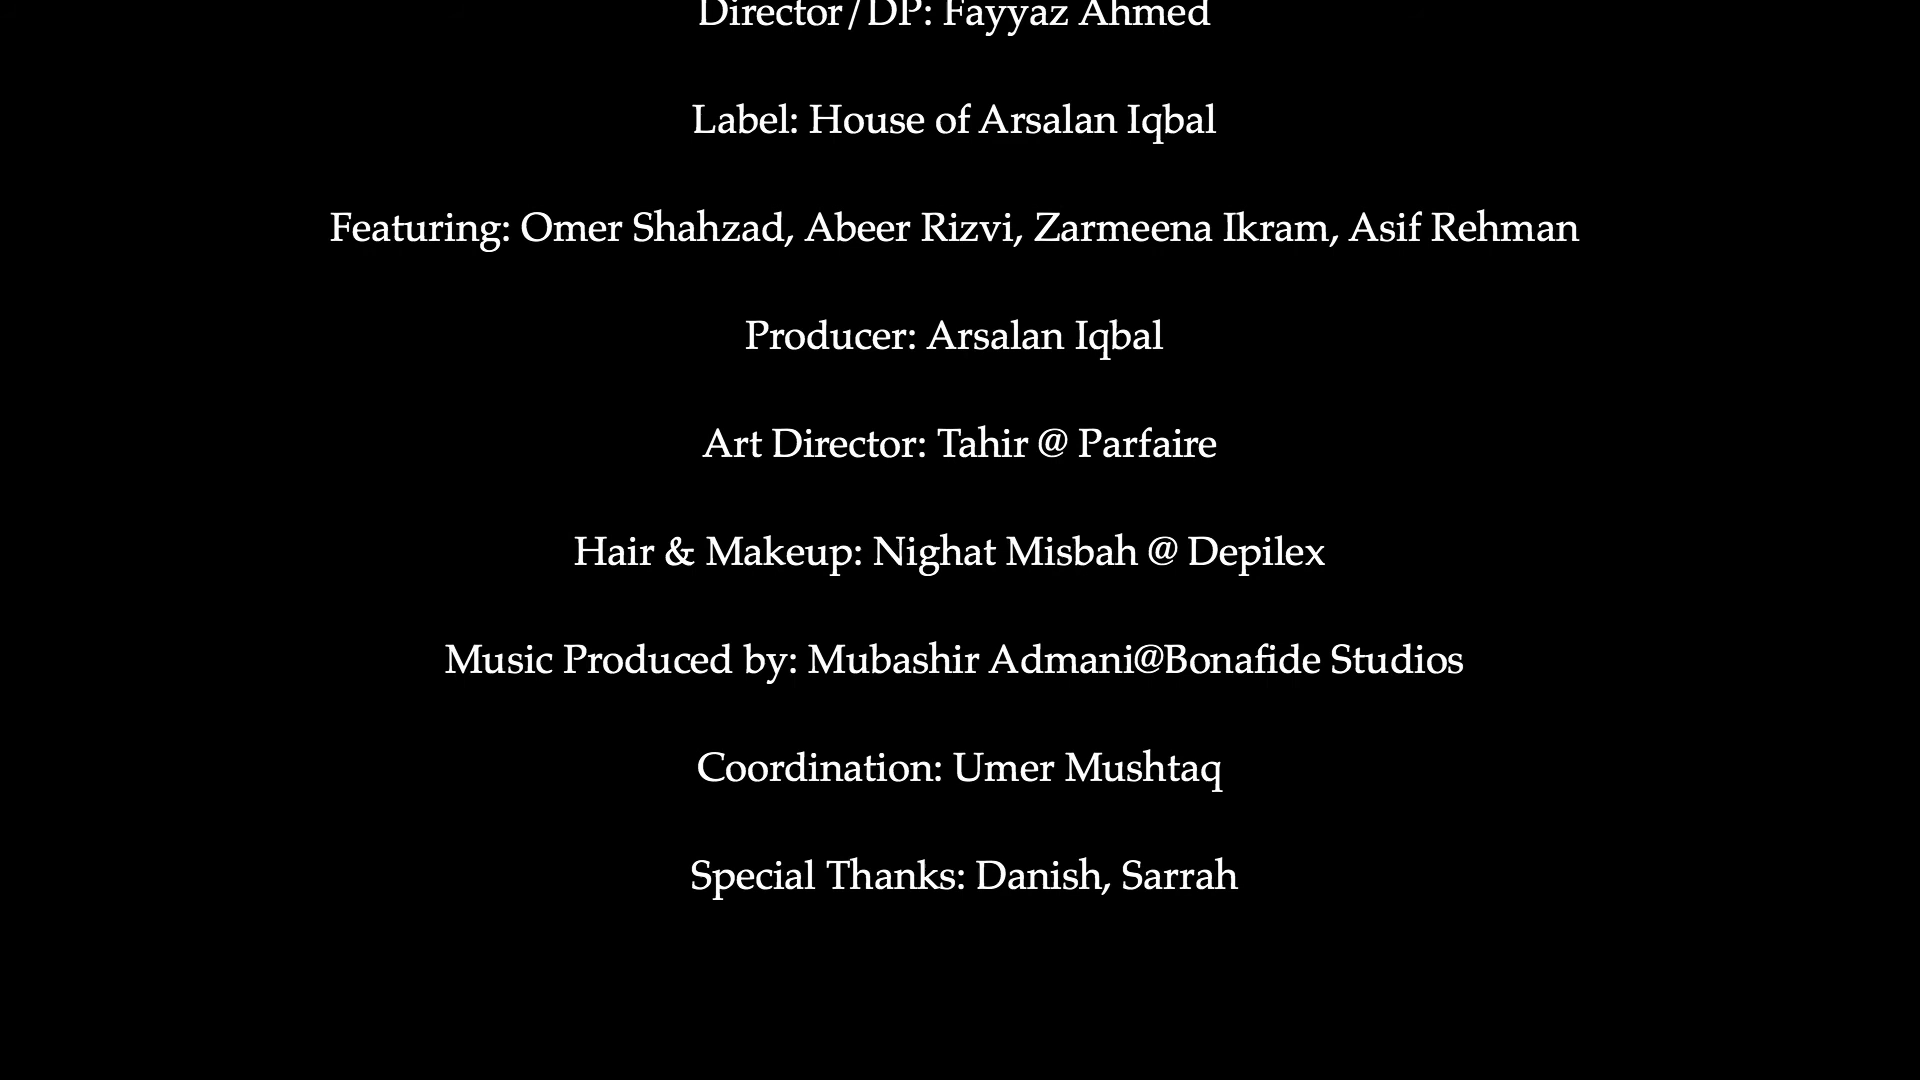 Director/DP: Fayyaz Ahmed
Label: House of Arsalan Iqbal
Featuring: Omer Shahzad, Abeer Rizvi, Zarmeena Ikram, Asif Rehman
Producer: Arsalan Iqbal
Art Director: Tahir @ Parfaire
Hair & Makeup: Nighat Misbah @ Depilex
Music Produced by: Mubashir Admani@Bonafide Studios
Coordination: Umer Mushtaq
Special Thanks: Danish, Sarrah